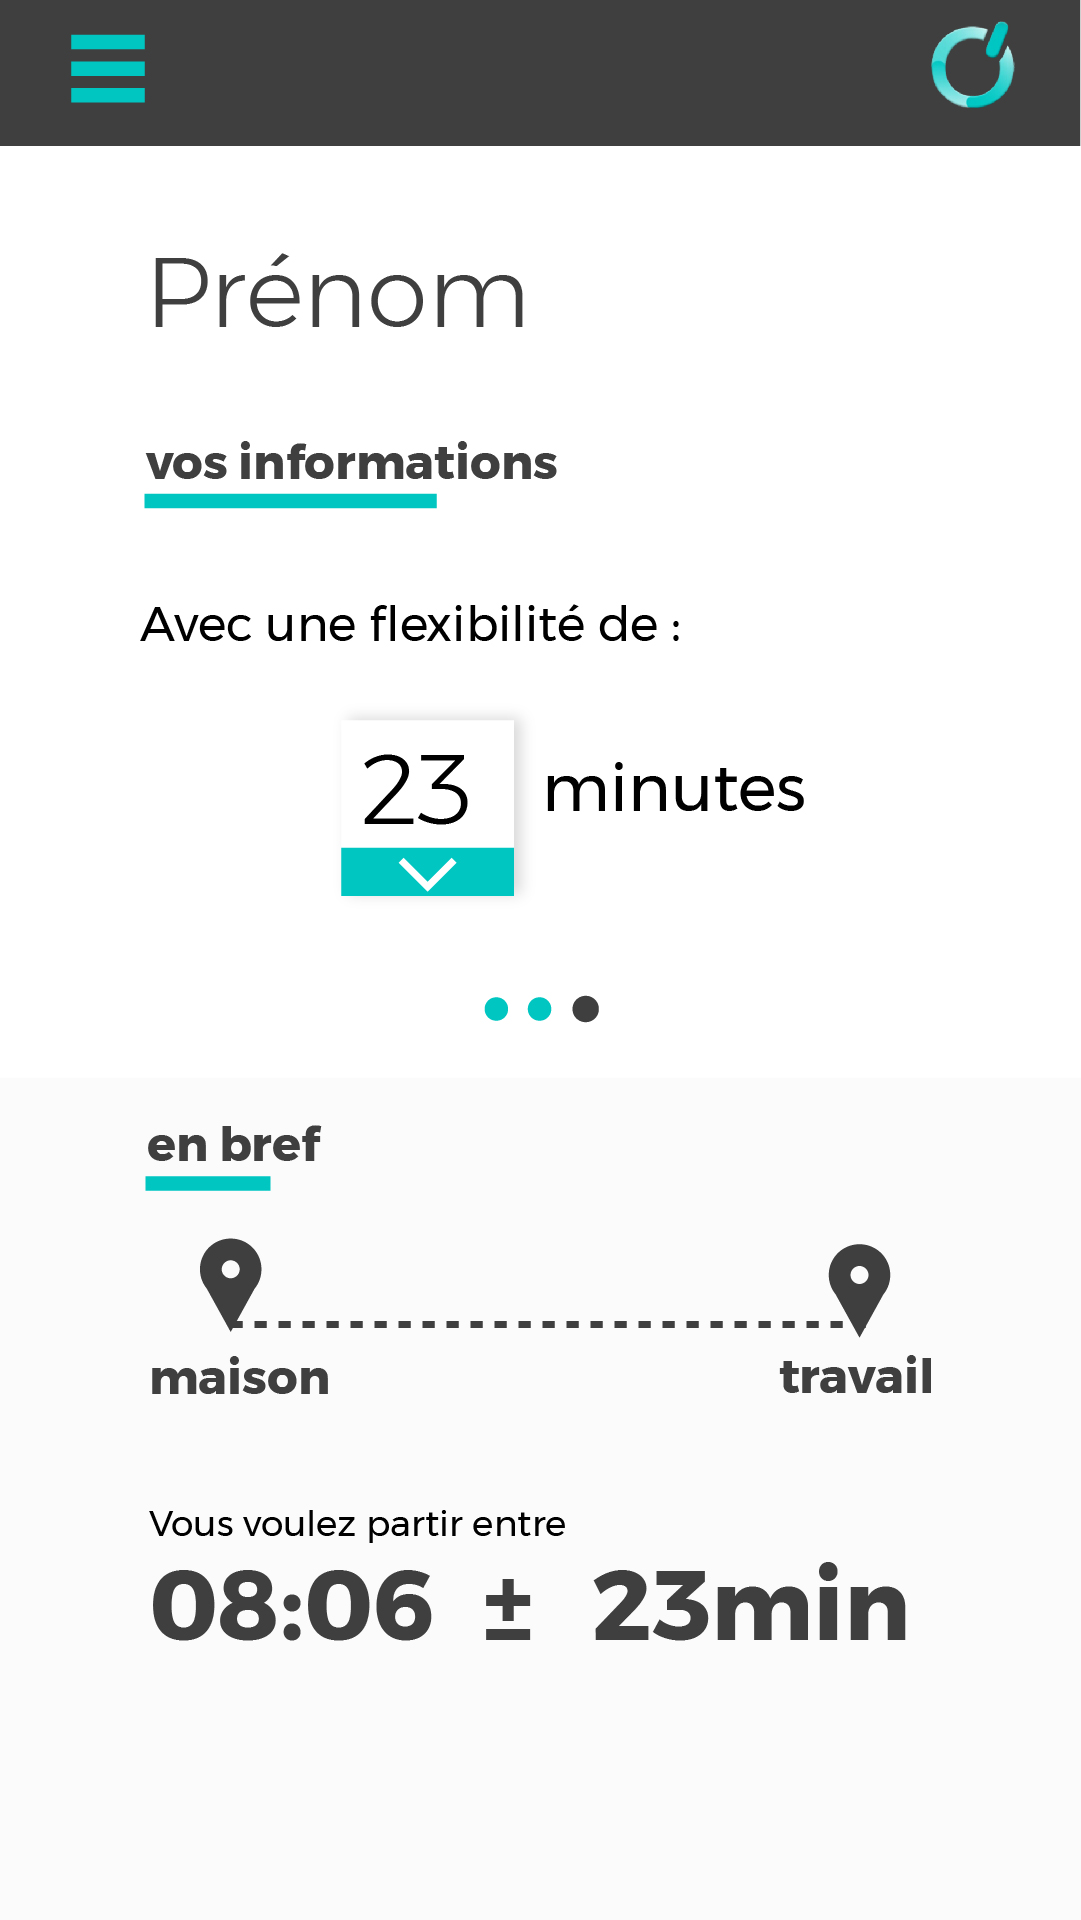 Prénom
vos informations
Avec une flexibilité de :
23 minutes
en bref
maison travail
Vous voulez partir entre
08:06 ± 23min